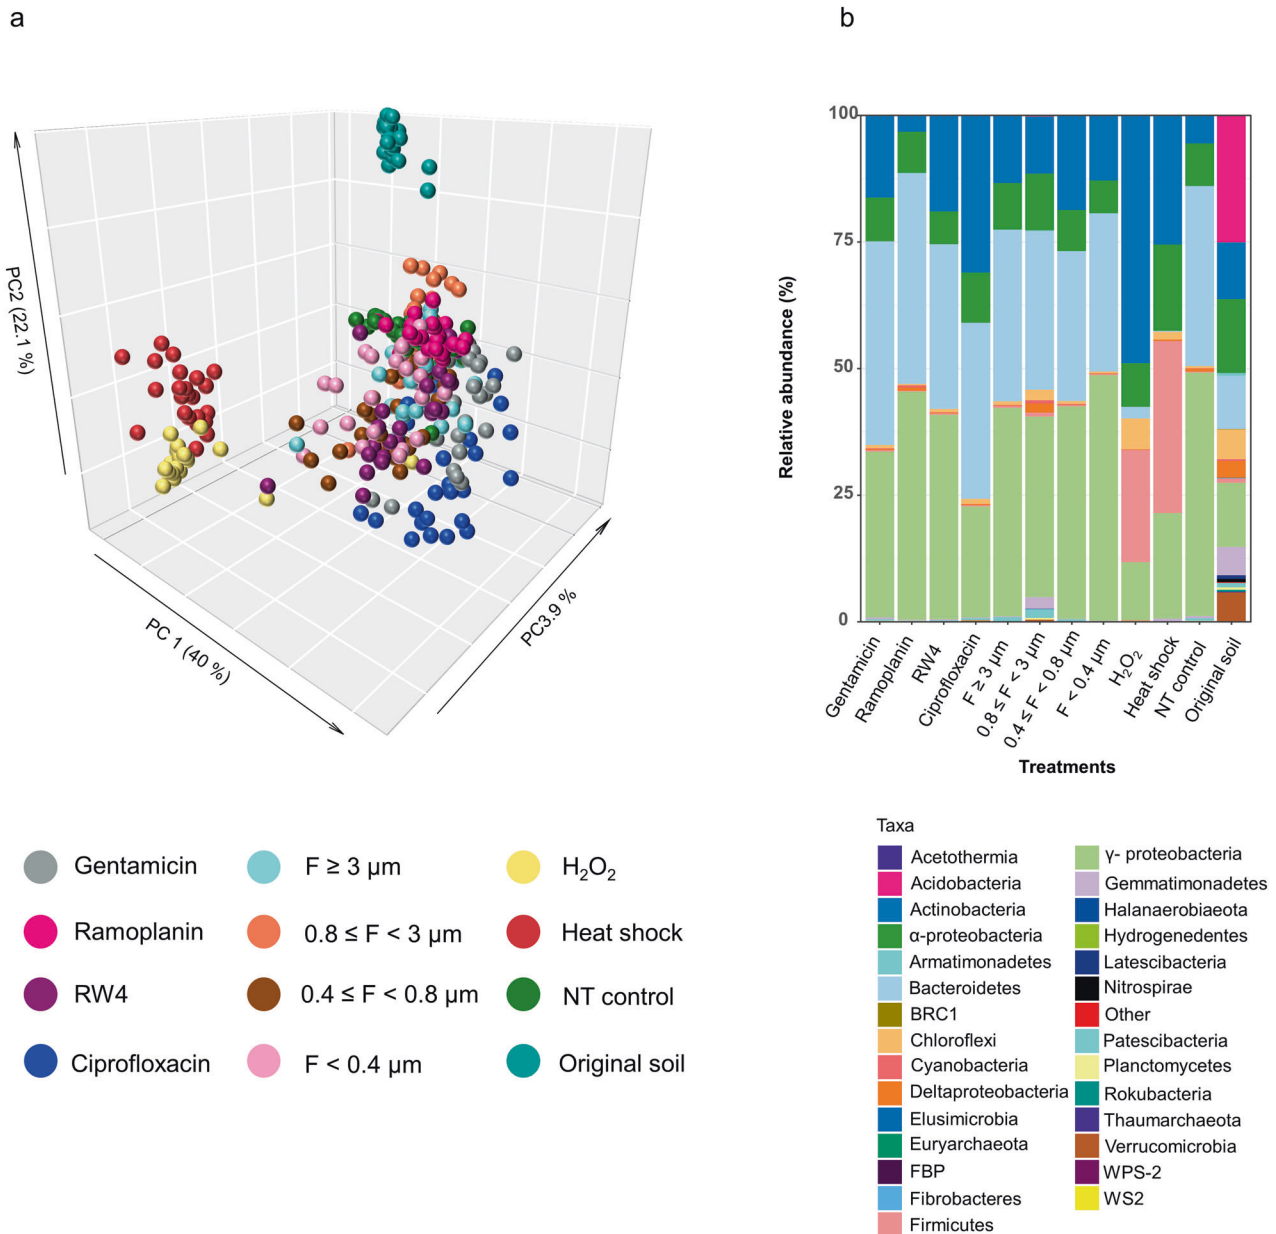 a
b
PC2 (22.1 %)
PC 1 (40 %)
PC3.9 %
Relative abundance (%)
100
75
50
25
0
Gentamicin
Ramoplanin
RW4
Ciprofloxacin
F ≥ 3 μm
0.8 ≤ F < 3 μm
0.4 ≤ F < 0.8 μm
F < 0.4 μm
H₂O₂
Heat shock
NT control
Original soil
Treatments
Gentamicin
Ramoplanin
RW4
Ciprofloxacin
F ≥ 3 μm
0.8 ≤ F < 3 μm
0.4 ≤ F < 0.8 μm
F < 0.4 μm
H₂O₂
Heat shock
NT control
Original soil
Taxa
Acetothermia
Acidobacteria
Actinobacteria
α-proteobacteria
Armatimonadetes
Bacteroidetes
BRC1
Chloroflexi
Cyanobacteria
Deltaproteobacteria
Elusimicrobia
Euryarchaeota
FBP
Fibrobacteres
Firmicutes
γ- proteobacteria
Gemmatimonadetes
Halanaerobiaeota
Hydrogenedentes
Latescibacteria
Nitrospirae
Other
Patescibacteria
Planctomycetes
Rokubacteria
Thaumarchaeota
Verrucomicrobia
WPS-2
WS2